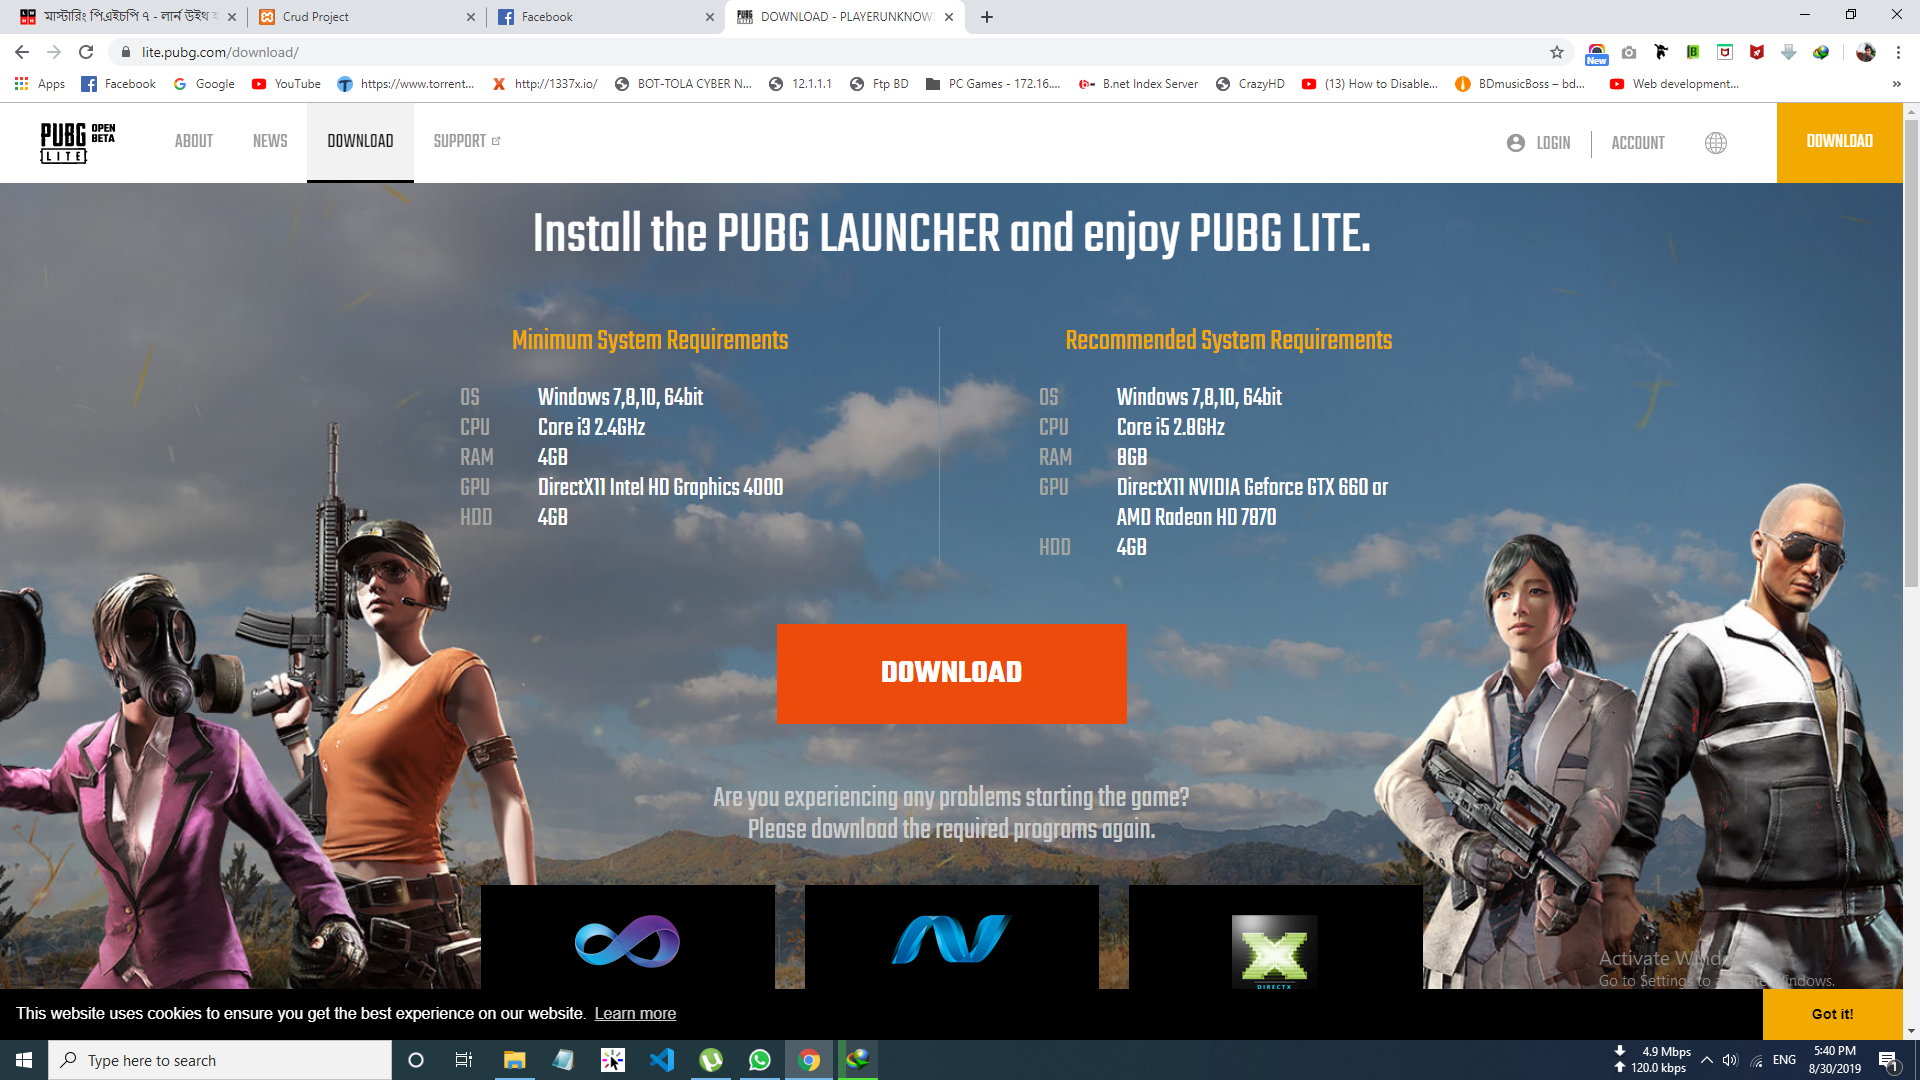 মাস্টারিং পিএইচপি ৭ - লার্ন উইথ
Crud Project
Facebook
DOWNLOAD - PLAYERUNKNOW
lite.pubg.com/download/
New
Apps
Facebook
Google
YouTube
https://www.torrent...
http://1337x.to/
BOT-TOLA CYBER N...
12.1.1.1
Ftp BD
PC Games - 172.16....
B.net Index Server
CrazyHD
(13) How to Disable...
BDmusicBoss – bd...
Web development...
»
PUBG LITE OPEN BETA
ABOUT
NEWS
DOWNLOAD
SUPPORT
LOGIN
ACCOUNT
DOWNLOAD
Install the PUBG LAUNCHER and enjoy PUBG LITE.
Minimum System Requirements
OS Windows 7,8,10, 64bit
CPU Core i3 2.4GHz
RAM 4GB
GPU DirectX11 Intel HD Graphics 4000
HDD 4GB
Recommended System Requirements
OS Windows 7,8,10, 64bit
CPU Core i5 2.8GHz
RAM 8GB
GPU DirectX11 NVIDIA Geforce GTX 660 or
AMD Radeon HD 7870
HDD 4GB
DOWNLOAD
Are you experiencing any problems starting the game?
Please download the required programs again.
DIRECTX
Activate Windo
Go to Settings to a
indows.
This website uses cookies to ensure you get the best experience on our website. Learn more
Got it!
Type here to search
4.9 Mbps
120.0 kbps
ENG
5:40 PM
8/30/2019
1